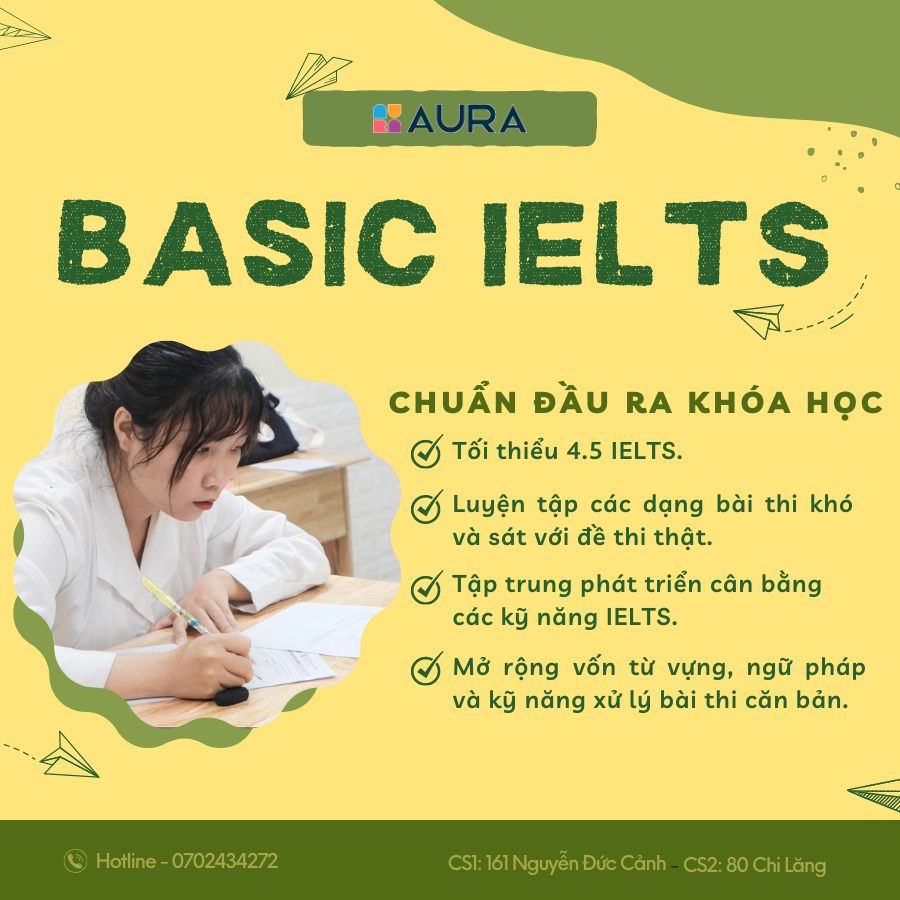 AURA
BASIC IELTS
CHUẨN ĐẦU RA KHÓA HỌC
Tối thiểu 4.5 IELTS.
Luyện tập các dạng bài thi khó
và sát với đề thi thật.
Tập trung phát triển cân bằng
các kỹ năng IELTS.
Mở rộng vốn từ vựng, ngữ pháp
và kỹ năng xử lý bài thi căn bản.
Hotline - 0702434272
CS1: 161 Nguyễn Đức Cảnh - CS2: 80 Chi Lăng